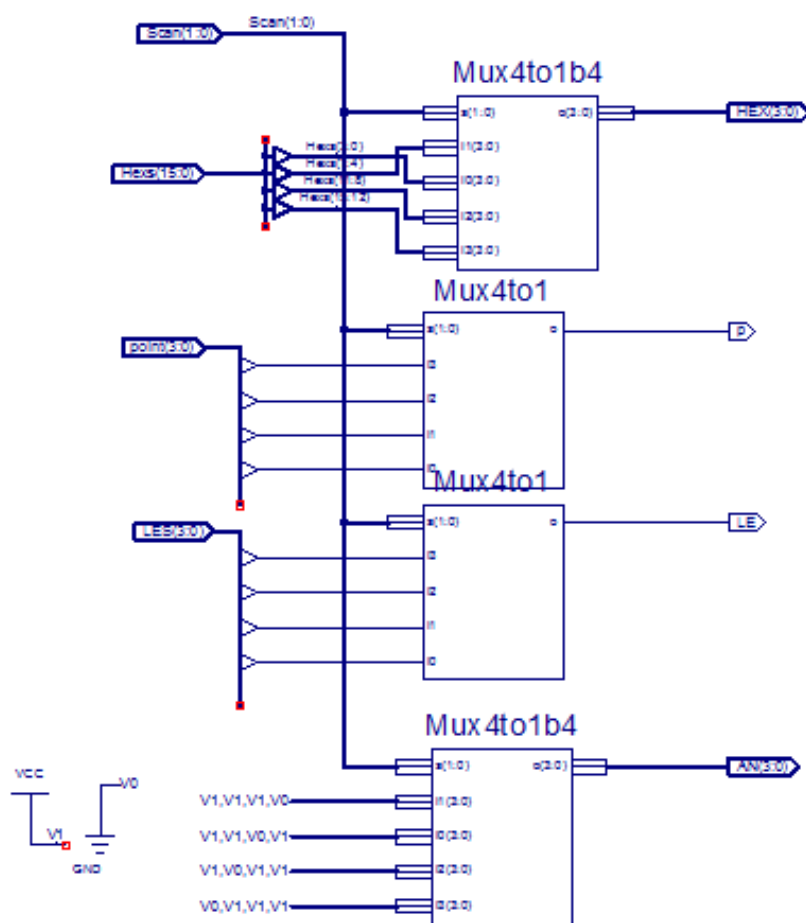 Scan(1:0)
Scan(1:0)
Mux4to1b4
s(1:0) o(3:0)
HEX(3:0)
I1(3:0)
Hexs(15:0)
I0(3:0)
I2(3:0)
I3(3:0)
Mux4to1
s(1:0) o
p
point(3:0)
I3
I2
I1
I0
Mux4to1
s(1:0) o
LE
LES(3:0)
I3
I2
I1
I0
Mux4to1b4
s(1:0) o(3:0)
AN(3:0)
VCC
V0
V1
GND
V1,V1,V1,V0
I1(3:0)
V1,V1,V0,V1
I0(3:0)
V1,V0,V1,V1
I2(3:0)
V0,V1,V1,V1
I3(3:0)